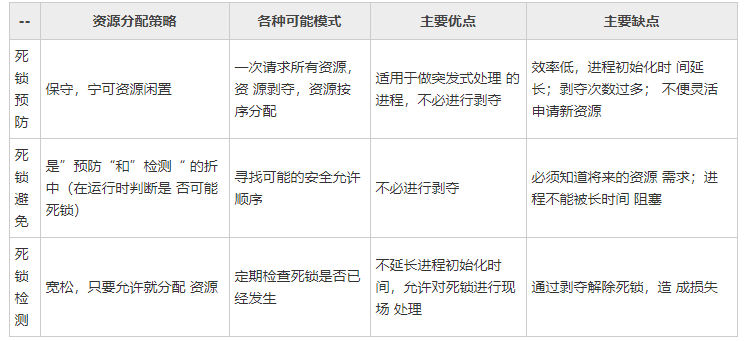 --
资源分配策略
各种可能模式
主要优点
主要缺点
死
锁
预
防
保守，宁可资源闲置
一次请求所有资源，
资 源剥夺，资源按
序分配
适用于做突发式处理 的
进程，不必进行剥夺
效率低，进程初始化时 间延
长；剥夺次数过多； 不便灵活
申请新资源
死
锁
避
免
是”预防“和”检测“的折
中（在运行时判断是 否可能
死锁）
寻找可能的安全允许
顺序
不必进行剥夺
必须知道将来的资源 需求；进
程不能被长时间 阻塞
死
锁
检
测
宽松，只要允许就分配 资源
定期检查死锁是否已
经发生
不延长进程初始化时
间，允许对死锁进行现
场 处理
通过剥夺解除死锁，造 成损失